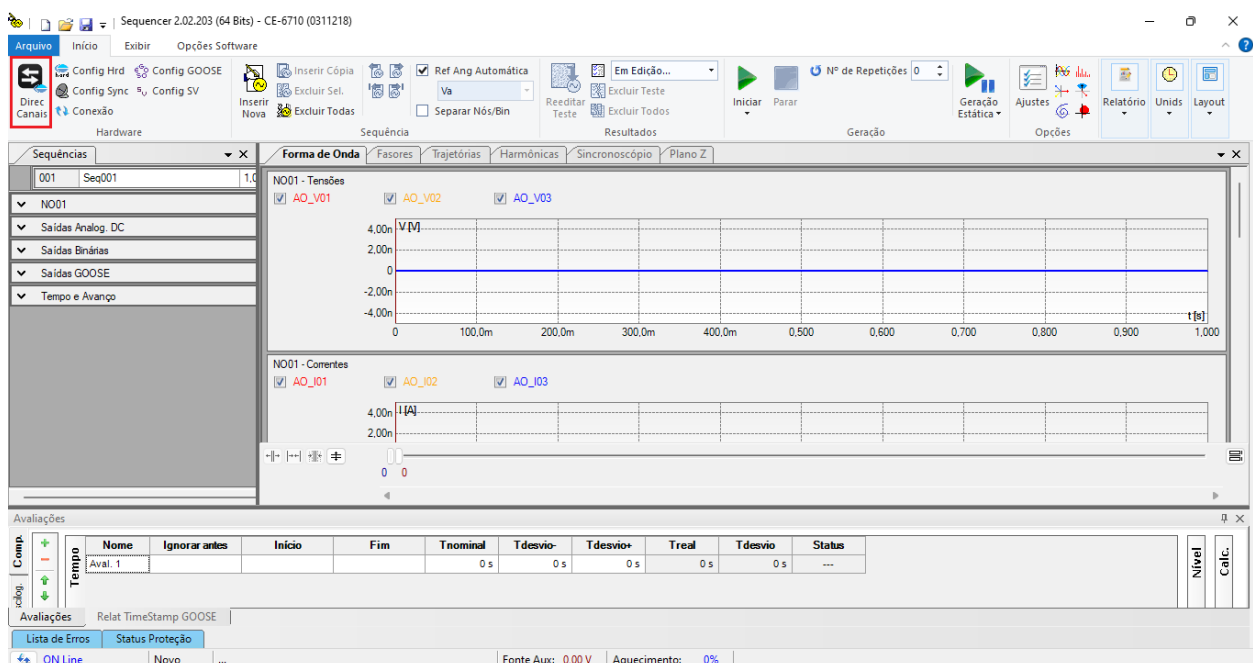 Sequencer 2.02.203 (64 Bits) - CE-6710 (0311218)
Arquivo Início Exibir Opções Software
Direc Canais
Config Hrd Config GOOSE
Config Sync Config SV
Conexão
Hardware
Inserir Nova
Inserir Cópia
Excluir Sel.
Excluir Todas
Ref Ang Automática
Va
Separar Nós/Bin
Sequência
Reeditar Teste
Em Edição...
Excluir Teste
Excluir Todos
Resultados
Iniciar Parar
Nº de Repetições 0
Geração Estática
Geração
Ajustes
Opções
Relatório Unids Layout
Sequências
001 Seq001 1,0
NO01
Saídas Analog. DC
Saídas Binárias
Saídas GOOSE
Tempo e Avanço
Forma de Onda Fasores Trajetórias Harmônicas Sincroscópio Plano Z
NO01 - Tensões
AO_V01 AO_V02 AO_V03
V [V]
4,00n
2,00n
0
-2,00n
-4,00n
t [s]
0 100,0m 200,0m 300,0m 400,0m 0,500 0,600 0,700 0,800 0,900 1,000
NO01 - Correntes
AO_I01 AO_I02 AO_I03
I [A]
4,00n
2,00n
0 0
Avaliações
Comp.
Tempo
Nome Ignorar antes Início Fim Tnominal Tdesvio- Tdesvio+ Treal Tdesvio Status
Aval. 1 0 s 0 s 0 s 0 s 0 s ---
Nível
Calc.
Avaliações Relat TimeStamp GOOSE
Lista de Erros Status Proteção
ON Line Novo ... Fonte Aux: 0.00 V Aquecimento: 0%